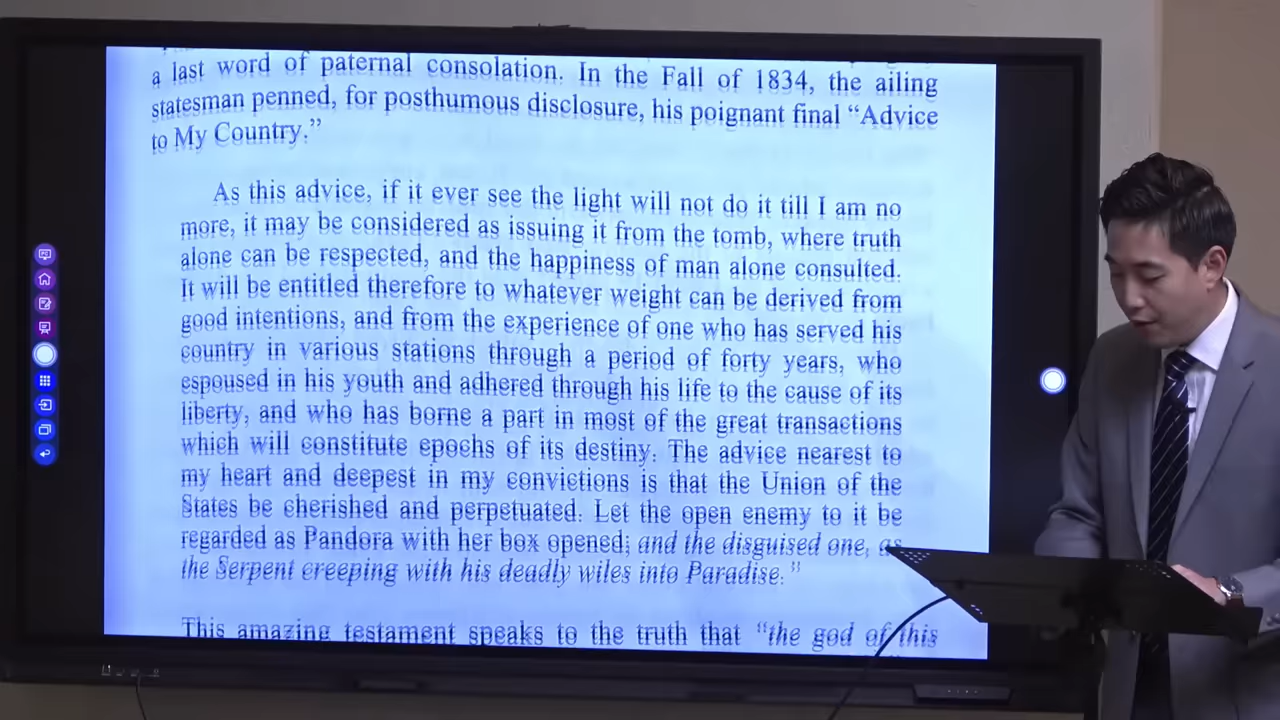 a last word of paternal consolation. In the Fall of 1834, the ailing
statesman penned, for posthumous disclosure, his poignant final “Advice
to My Country.”
As this advice, if it ever see the light will not do it till I am no
more, it may be considered as issuing it from the tomb, where truth
alone can be respected, and the happiness of man alone consulted.
It will be entitled therefore to whatever weight can be derived from
good intentions, and from the experience of one who has served his
country in various stations through a period of forty years, who
espoused in his youth and adhered through his life to the cause of its
liberty, and who has borne a part in most of the great transactions
which will constitute epochs of its destiny. The advice nearest to
my heart and deepest in my convictions is that the Union of the
States be cherished and perpetuated. Let the open enemy to it be
regarded as Pandora with her box opened; and the disguised one, as
the Serpent creeping with his deadly wiles into Paradise.”
This amazing testament speaks to the truth that “the god of this